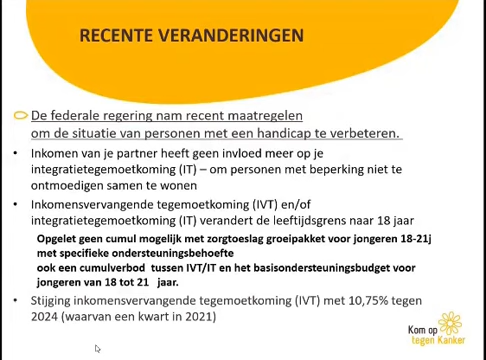 RECENTE VERANDERINGEN
De federale regering nam recent maatregelen
om de situatie van personen met een handicap te verbeteren.
• Inkomen van je partner heeft geen invloed meer op je
integratietegemoetkoming (IT) – om personen met beperking niet te
ontmoedigen samen te wonen
• Inkomensvervangende tegemoetkoming (IVT) en/of
integratietegemoetkoming (IT) verandert de leeftijdsgrens naar 18 jaar
Opgelet geen cumul mogelijk met zorgtoeslag groeipakket voor jongeren 18-21j
met specifieke ondersteuningsbehoefte
ook een cumulverbod tussen IVT/IT en het basisondersteuningsbudget voor
jongeren van 18 tot 21 jaar.
• Stijging inkomensvervangende tegemoetkoming (IVT) met 10,75% tegen
2024 (waarvan een kwart in 2021)
Kom op
tegen Kanker